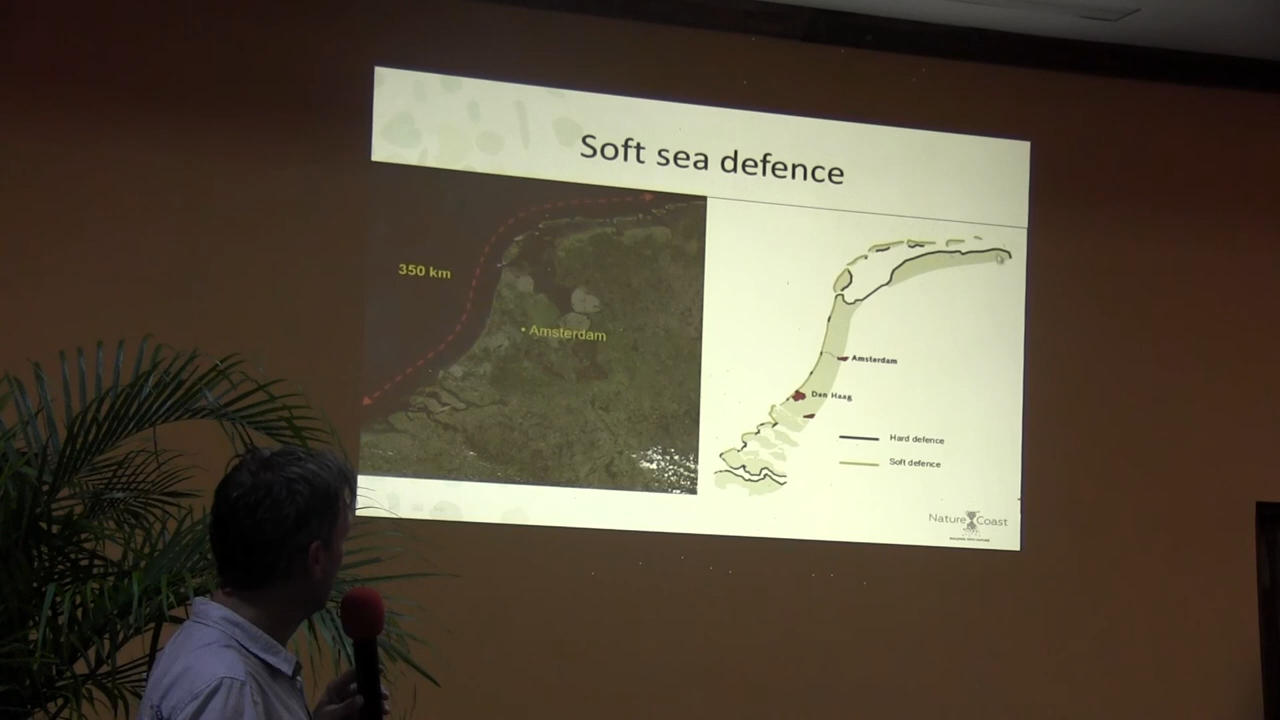 Soft sea defence
350 km
Amsterdam
Amsterdam
Den Haag
Hard defence
Soft defence
Nature Coast